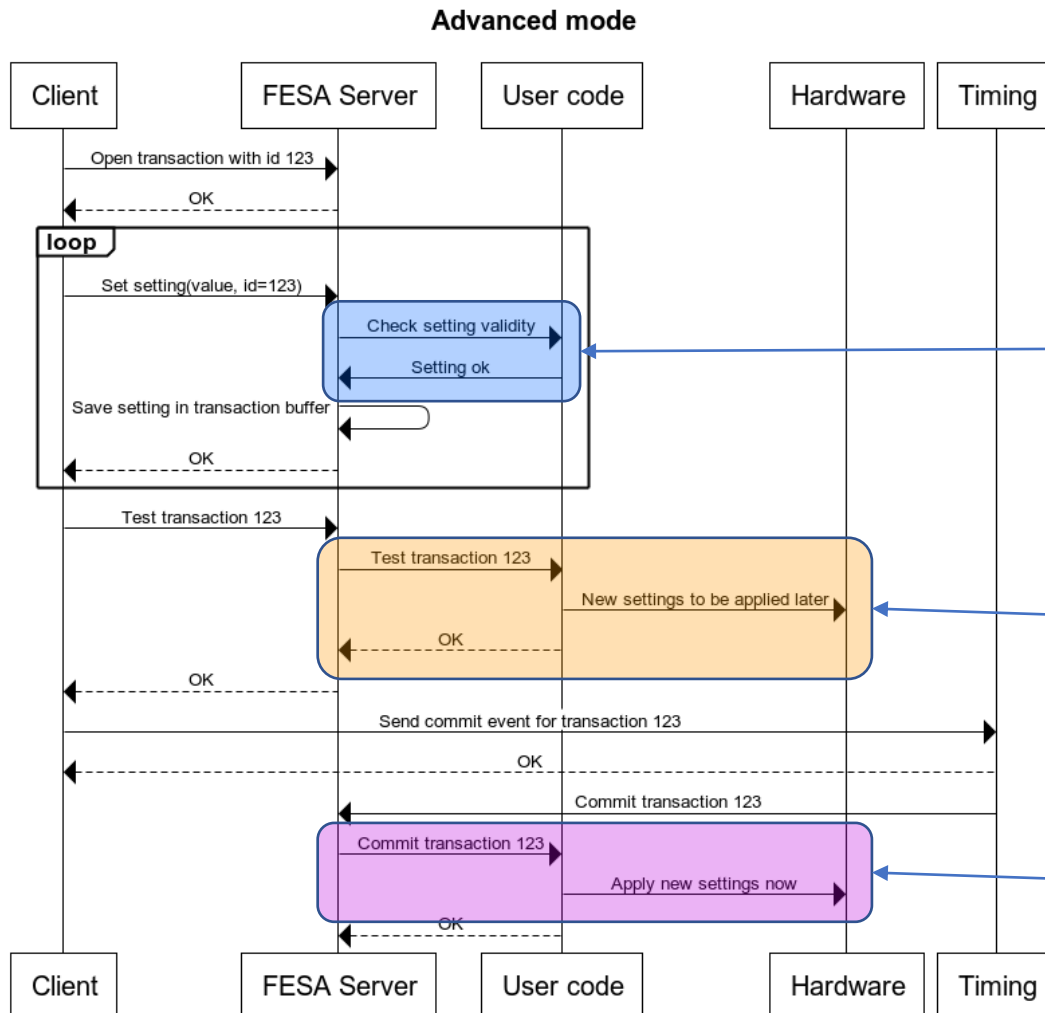 Advanced mode
Client FESA Server User code Hardware Timing
Open transaction with id 123
OK
loop
Set setting(value, id=123)
Check setting validity
Setting ok
Save setting in transaction buffer
OK
Test transaction 123
Test transaction 123
New settings to be applied later
OK
OK
Send commit event for transaction 123
OK
Commit transaction 123
Commit transaction 123
Apply new settings now
OK
Client FESA Server User code Hardware Timing